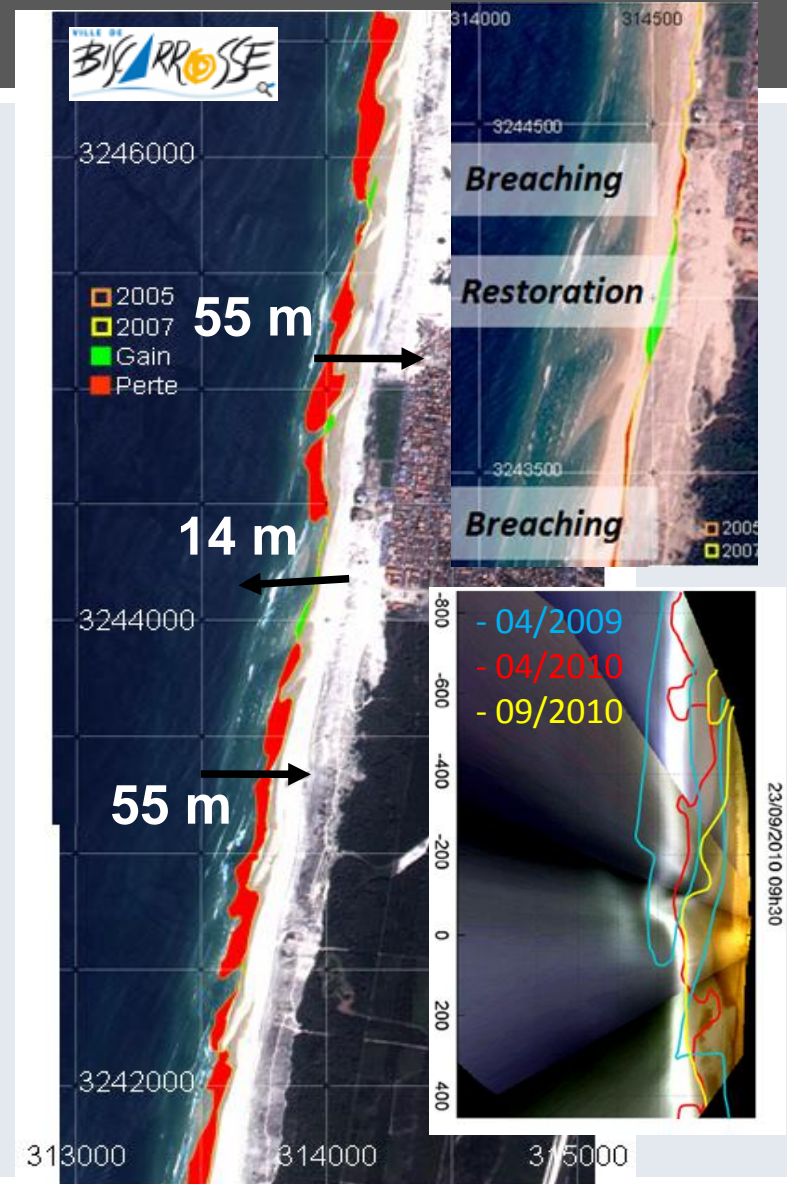 VILLE DE
BISCARROSSE
3246000
2005
2007
Gain
Perte
55 m
14 m
3244000
55 m
3242000
313000
314000
315000
314000
314500
3244500
Breaching
Restoration
3243500
Breaching
2005
2007
- 04/2009
- 04/2010
- 09/2010
-800
-600
-400
-200
0
200
400
23/09/2010 09h30